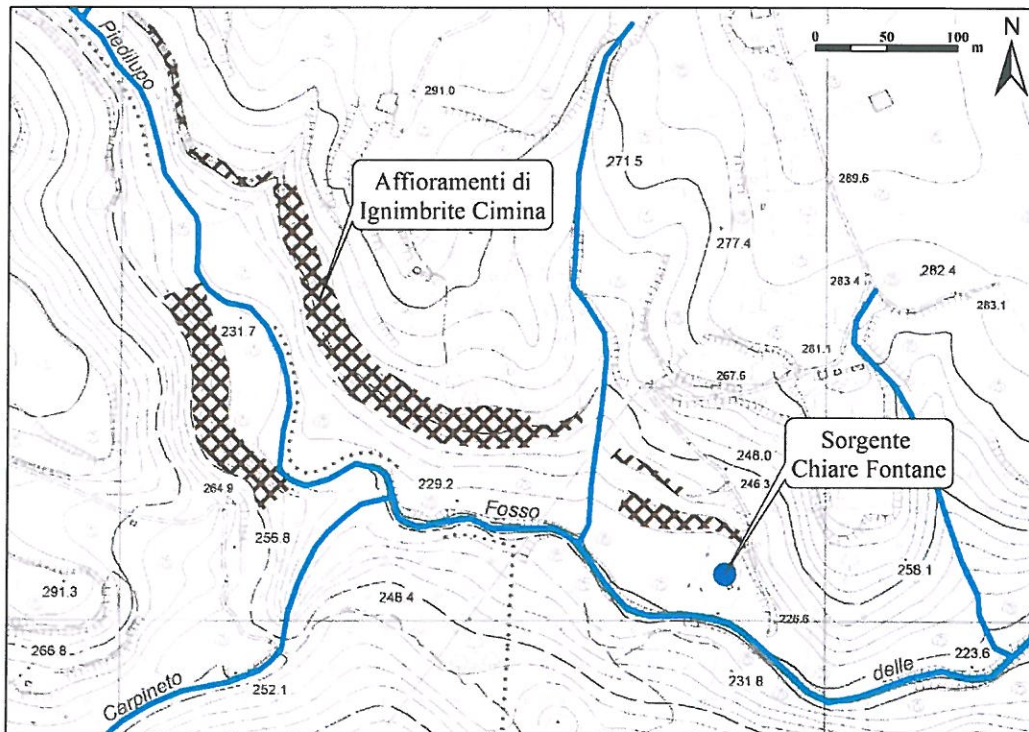 Piedilupo
0 50 100
m
N
291.0
271.5
289.6
Affioramenti di
Ignimbrite Cimina
277.4
283.4
282.4
283.1
231.7
281.1
267.6
Sorgente
Chiare Fontane
248.0
246.3
264.9
229.2
Fosso
256.8
258.1
291.3
248.4
226.6
266.8
223.6
Carpineto
252.1
231.8
delle